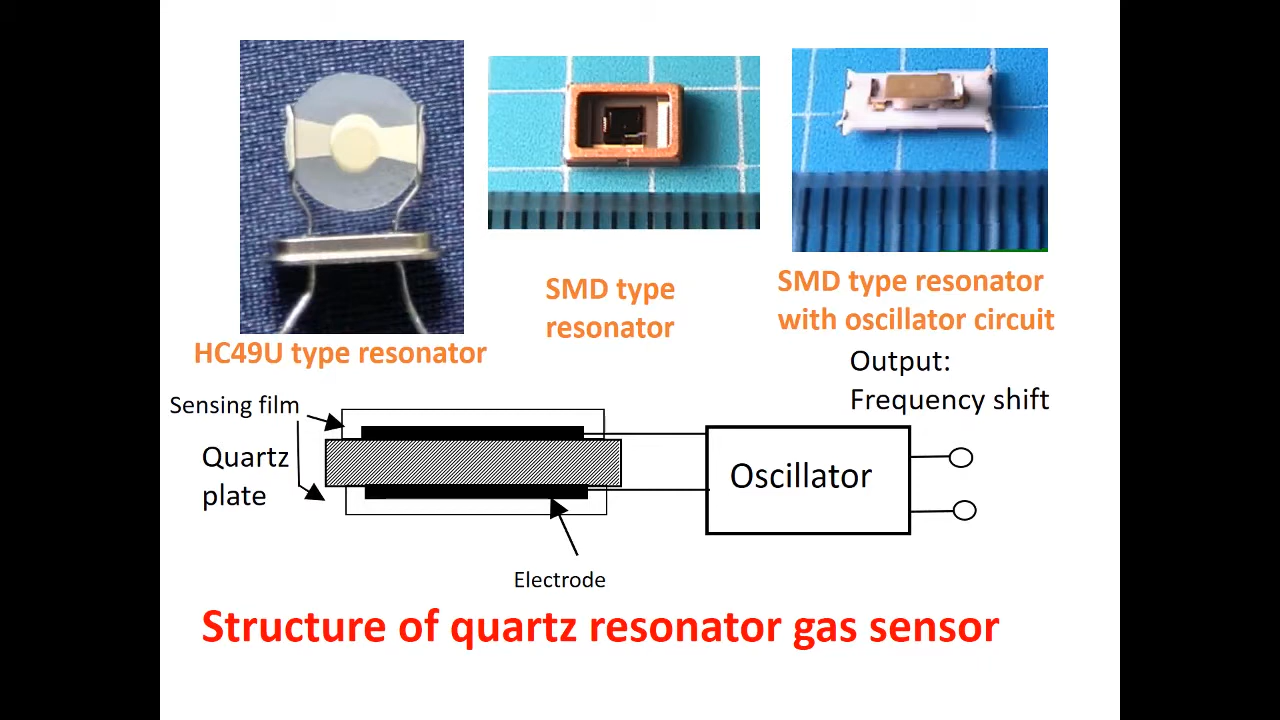 SMD type
resonator
SMD type resonator
with oscillator circuit
HC49U type resonator
Output:
Frequency shift
Sensing film
Quartz
plate
Oscillator
Electrode
Structure of quartz resonator gas sensor